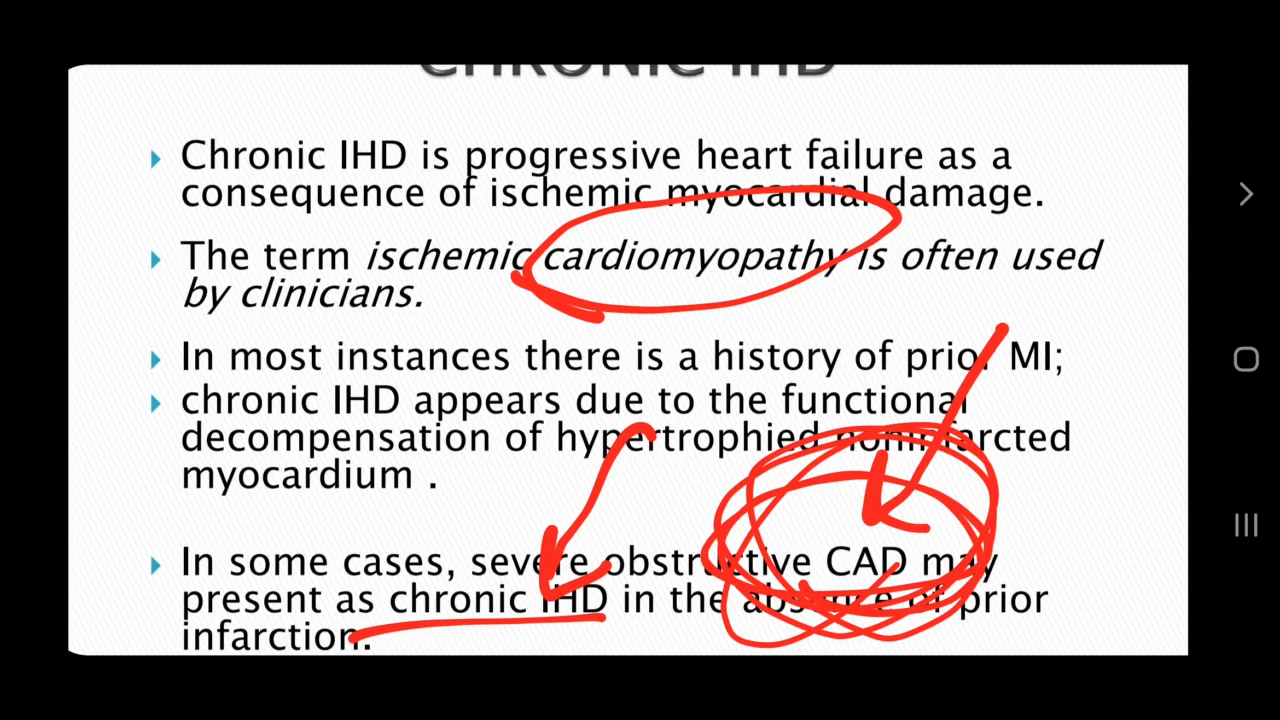 CHRONIC IHD
Chronic IHD is progressive heart failure as a
consequence of ischemic myocardial damage.
The term ischemic cardiomyopathy is often used
by clinicians.
In most instances there is a history of prior MI;
chronic IHD appears due to the functional
decompensation of hypertrophied noninfarcted
myocardium .
In some cases, severe obstructive CAD may
present as chronic IHD in the absence of prior
infarction.